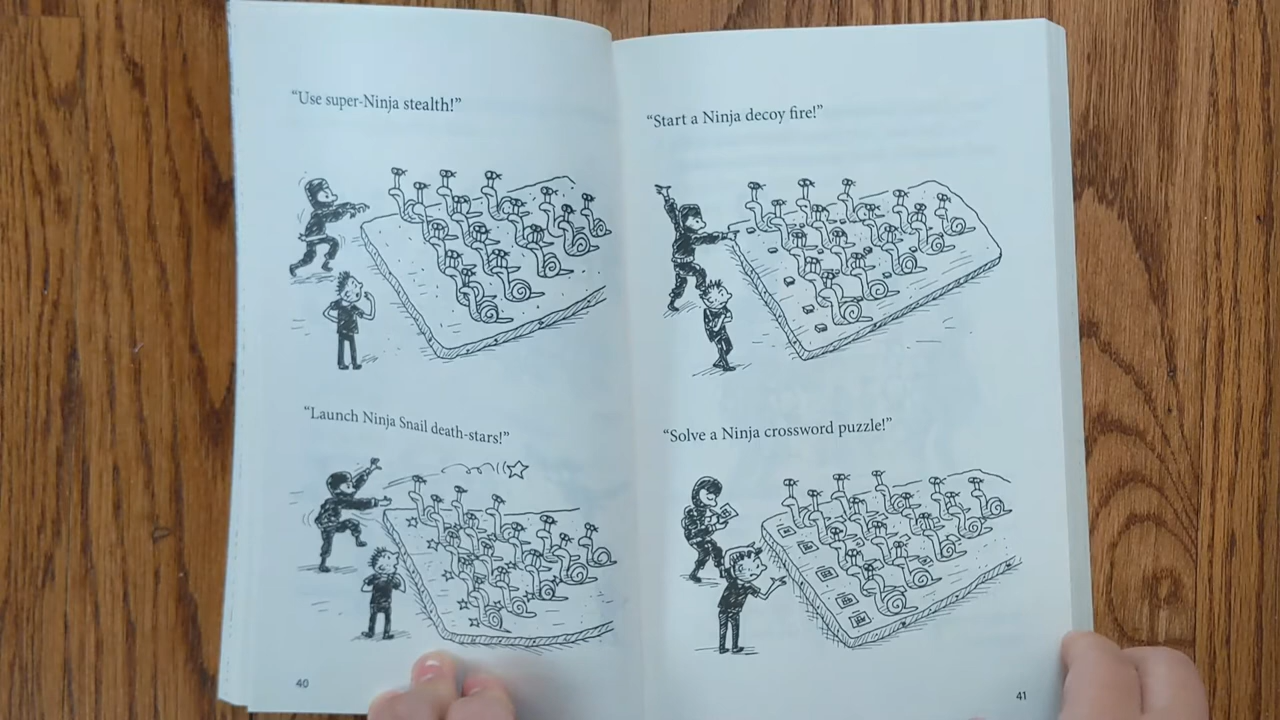 “Use super-Ninja stealth!”
“Launch Ninja Snail death-stars!”
40
“Start a Ninja decoy fire!”
“Solve a Ninja crossword puzzle!”
41